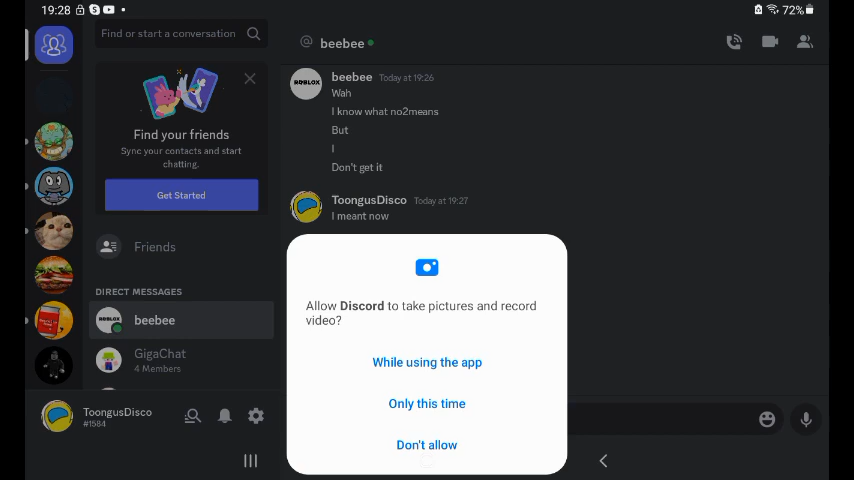 19:28
72%
Find or start a conversation
Find your friends
Sync your contacts and start
chatting.
Get Started
Friends
DIRECT MESSAGES
beebee
GigaChat
4 Members
ToongusDisco
#1584
@ beebee
ROBLOX
beebee Today at 19:26
Wah
I know what no2means
But
I
Don't get it
ToongusDisco Today at 19:27
I meant now
Allow Discord to take pictures and record
video?
While using the app
Only this time
Don't allow